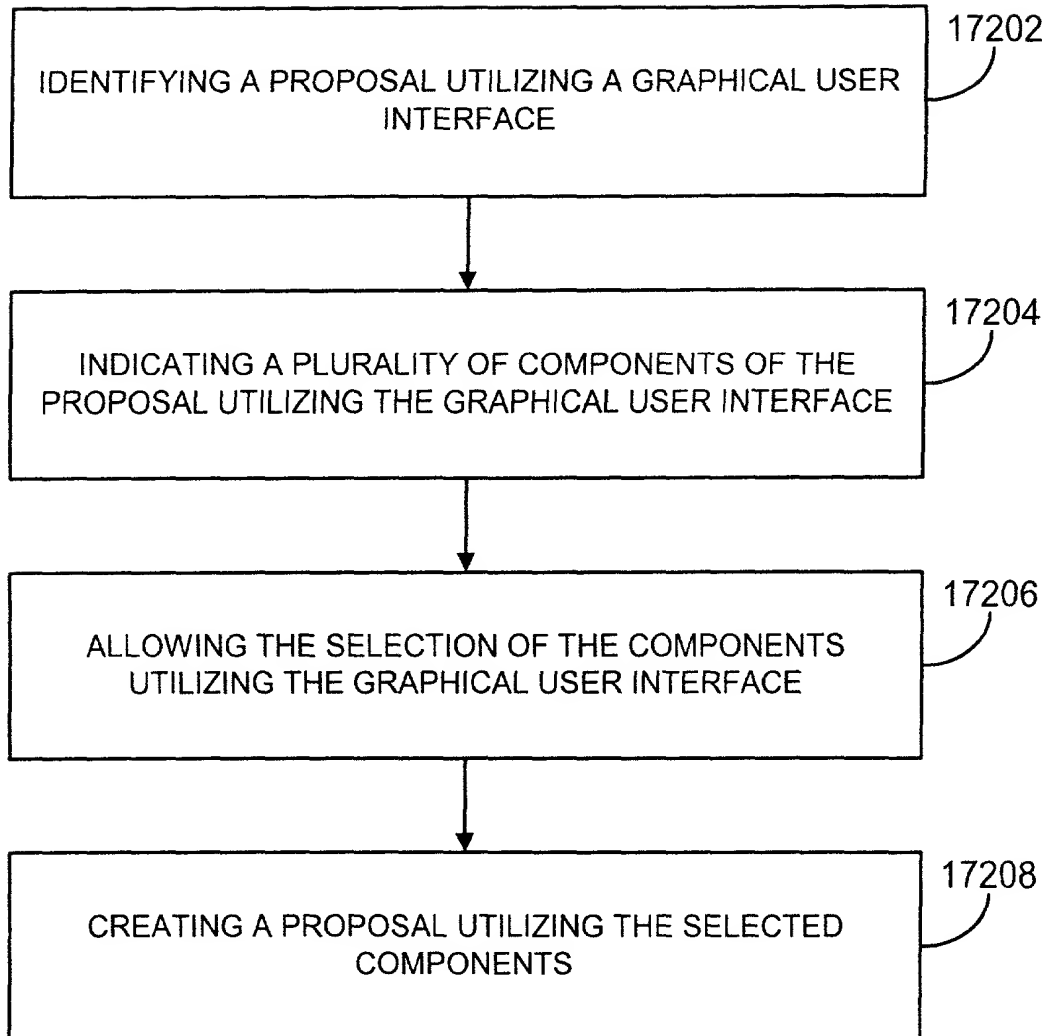 17202
IDENTIFYING A PROPOSAL UTILIZING A GRAPHICAL USER
INTERFACE
17204
INDICATING A PLURALITY OF COMPONENTS OF THE
PROPOSAL UTILIZING THE GRAPHICAL USER INTERFACE
17206
ALLOWING THE SELECTION OF THE COMPONENTS
UTILIZING THE GRAPHICAL USER INTERFACE
17208
CREATING A PROPOSAL UTILIZING THE SELECTED
COMPONENTS